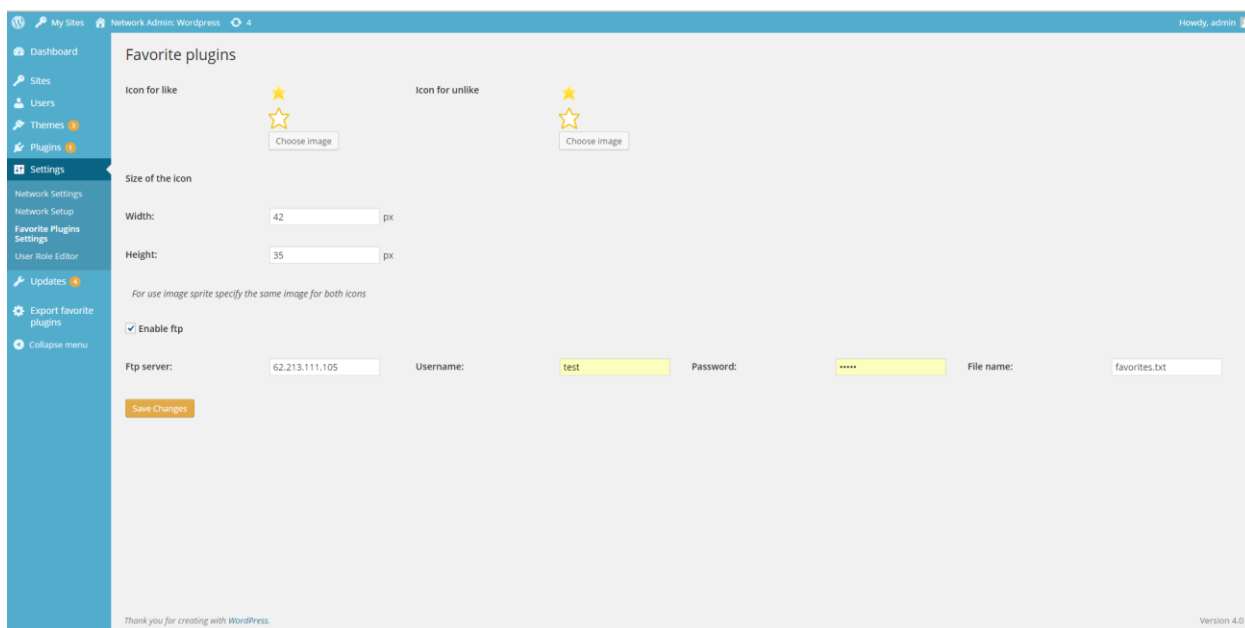 My Sites Network Admin: Wordpress 4 Howdy, admin
Dashboard
Sites
Users
Themes 3
Plugins 1
Settings
Network Settings
Network Setup
Favorite Plugins
Settings
User Role Editor
Updates 4
Export favorite
plugins
Collapse menu
Favorite plugins
Icon for like Icon for unlike
Choose image Choose image
Size of the icon
Width: 42 px
Height: 35 px
For use image sprite specify the same image for both icons
Enable ftp
Ftp server: 62.213.111.105 Username: test Password: ••••• File name: favorites.txt
Save Changes
Thank you for creating with WordPress. Version 4.0